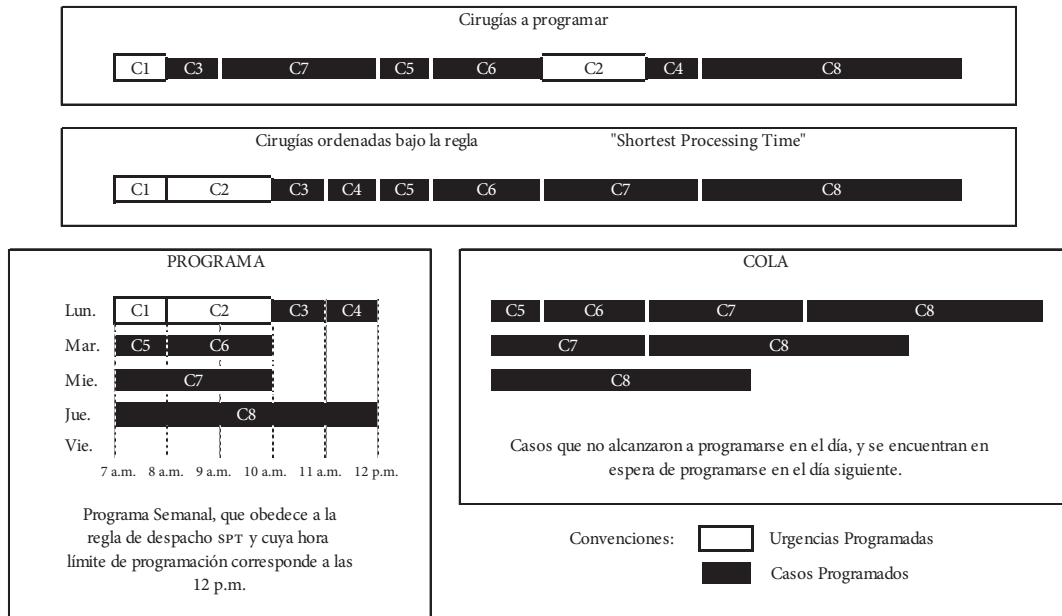 Cirugías a programar
C1 C3 C7 C5 C6 C2 C4 C8
Cirugías ordenadas bajo la regla "Shortest Processing Time"
C1 C2 C3 C4 C5 C6 C7 C8
PROGRAMA
Lun. C1 C2 C3 C4
Mar. C5 C6
Mie. C7
Jue. C8
Vie.
7 a.m. 8 a.m. 9 a.m. 10 a.m. 11 a.m. 12 p.m.
Programa Semanal, que obedece a la
regla de despacho SPT y cuya hora
límite de programación corresponde a las
12 p.m.
COLA
C5 C6 C7 C8
C7 C8
C8
Casos que no alcanzaron a programarse en el día, y se encuentran en
espera de programarse en el día siguiente.
Convenciones: Urgencias Programadas
Casos Programados